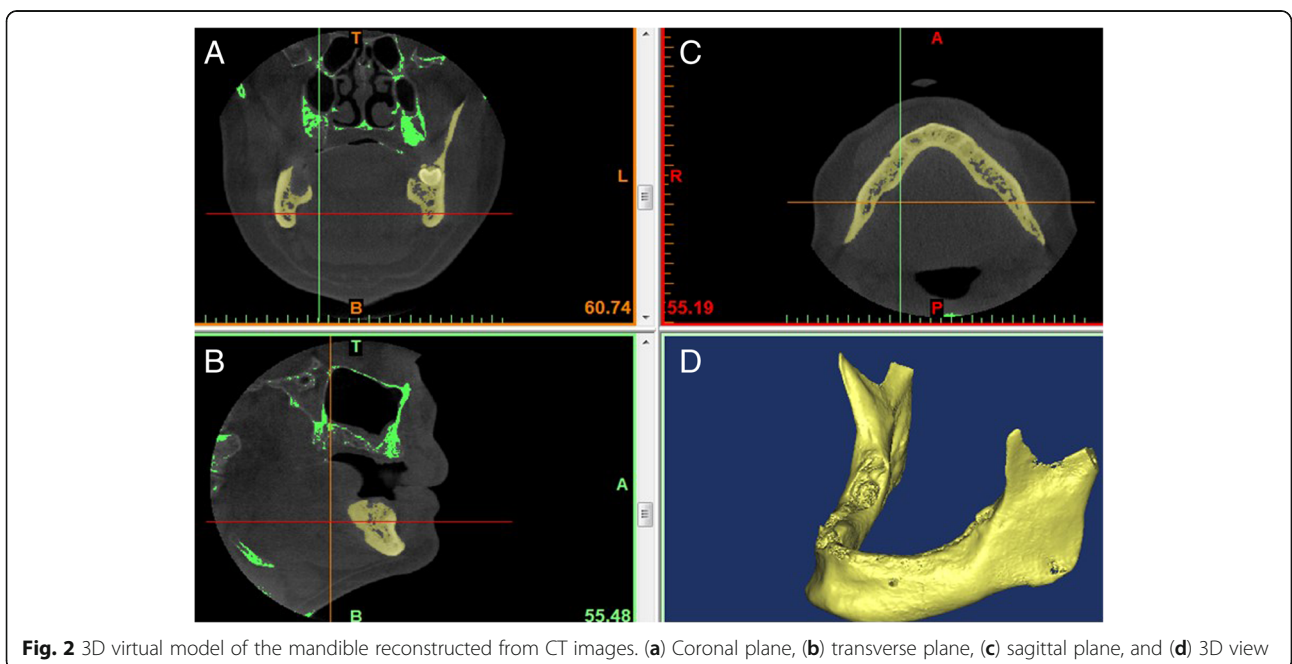 A
T
L
B
60.74
C
A
R
P
55.19
B
T
A
B
55.48
D
Fig. 2 3D virtual model of the mandible reconstructed from CT images. (a) Coronal plane, (b) transverse plane, (c) sagittal plane, and (d) 3D view